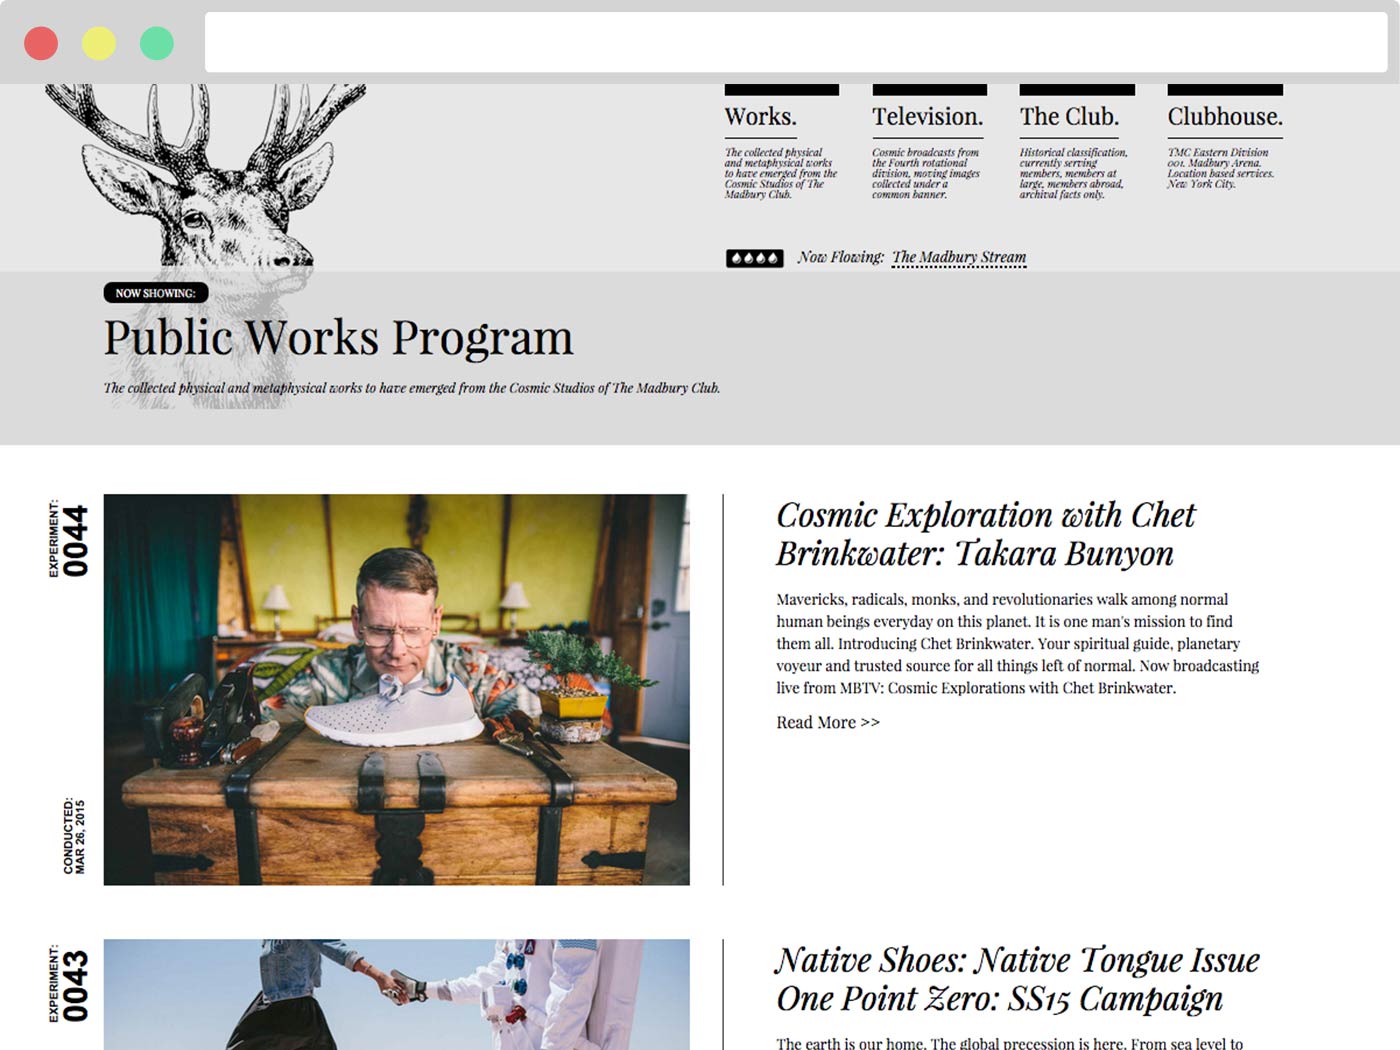 Works.
The collected physical
and metaphysical works
to have emerged from the
Cosmic Studios of The
Madbury Club.
Television.
Cosmic broadcasts from
the Fourth rotational
division, moving images
collected under a
common banner.
The Club.
Historical classification,
currently serving
members, members at
large, members abroad,
archival facts only.
Clubhouse.
TMC Eastern Division
001. Madbury Arena.
Location based services.
New York City.
Now Flowing: The Madbury Stream
NOW SHOWING:
Public Works Program
The collected physical and metaphysical works to have emerged from the Cosmic Studios of The Madbury Club.
EXPERIMENT:
0044
CONDUCTED:
MAR 26, 2015
Cosmic Exploration with Chet
Brinkwater: Takara Bunyon
Mavericks, radicals, monks, and revolutionaries walk among normal
human beings everyday on this planet. It is one man's mission to find
them all. Introducing Chet Brinkwater. Your spiritual guide, planetary
voyeur and trusted source for all things left of normal. Now broadcasting
live from MBTV: Cosmic Explorations with Chet Brinkwater.
Read More >>
EXPERIMENT:
0043
Native Shoes: Native Tongue Issue
One Point Zero: SS15 Campaign
The earth is our home. The global precession is here. From sea level to